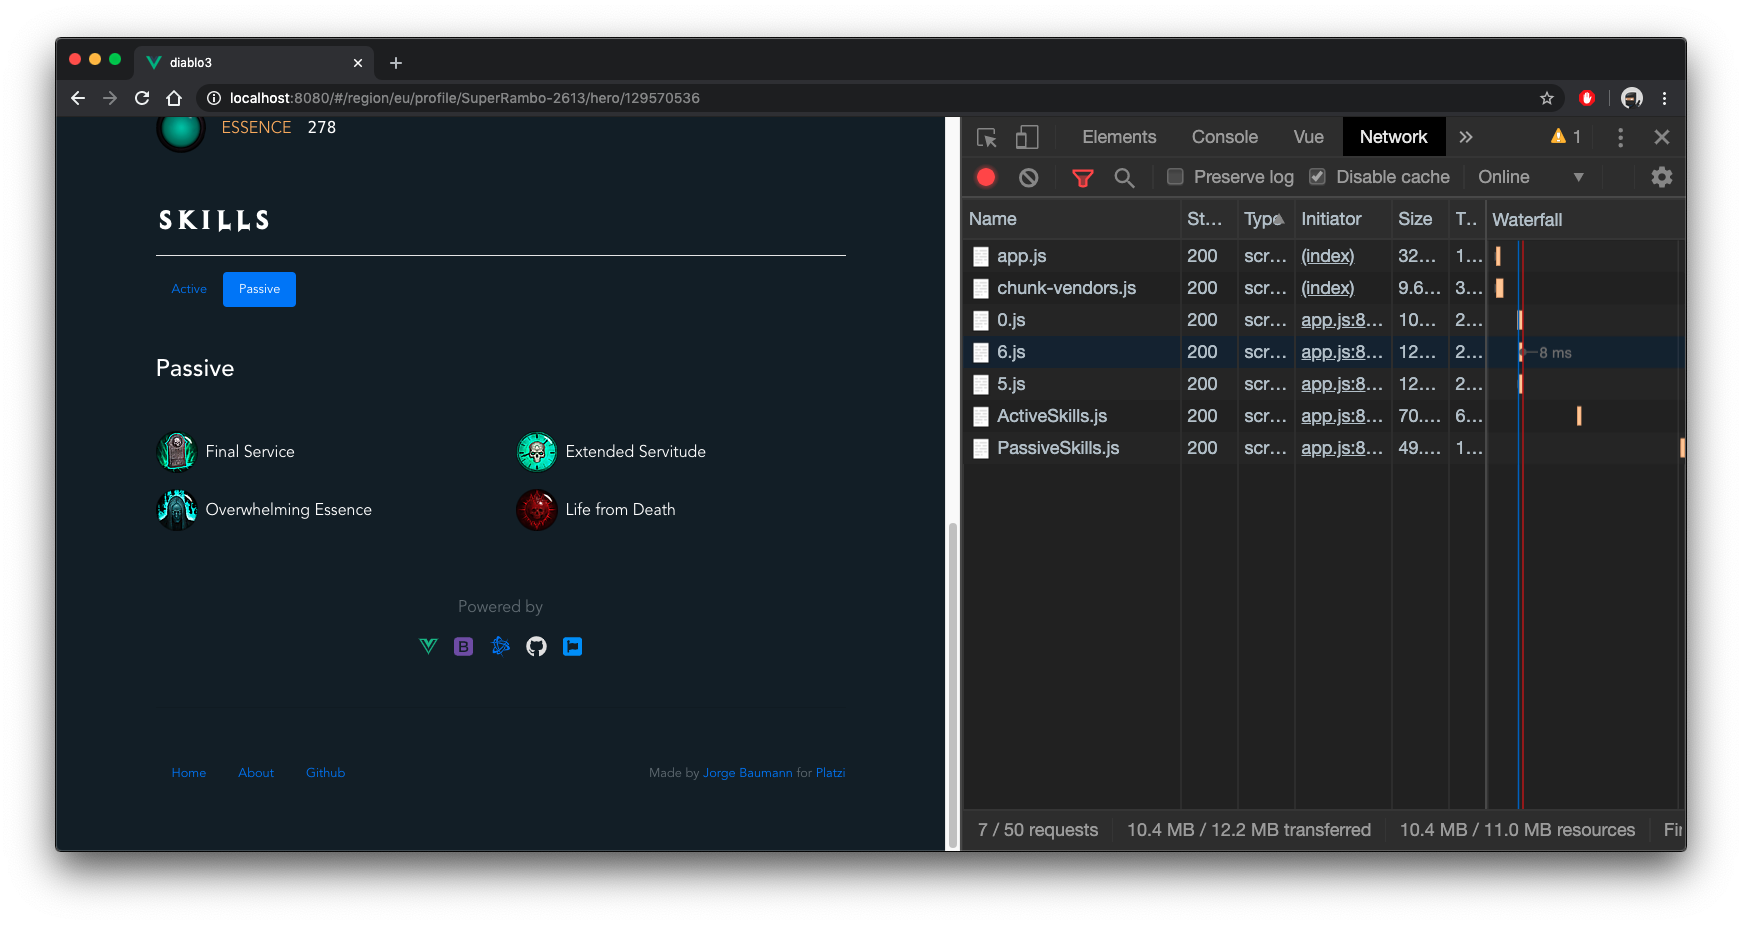 diablo3
localhost:8080/#/region/eu/profile/SuperRambo-2613/hero/129570536
ESSENCE 278
SKILLS
Active Passive
Passive
Final Service Extended Servitude
Overwhelming Essence Life from Death
Powered by
B
Home About Github Made by Jorge Baumann for Platzi
Elements Console Vue Network 1
Preserve log Disable cache Online
Name St... Type Initiator Size T.. Waterfall
app.js 200 scr... (index) 32... 1...
chunk-vendors.js 200 scr... (index) 9.6... 3...
0.js 200 scr... app.js:8... 10... 2...
6.js 200 scr... app.js:8... 12... 2... 8 ms
5.js 200 scr... app.js:8... 12... 2...
ActiveSkills.js 200 scr... app.js:8... 70.... 6...
PassiveSkills.js 200 scr... app.js:8... 49.... 1...
7 / 50 requests 10.4 MB / 12.2 MB transferred 10.4 MB / 11.0 MB resources